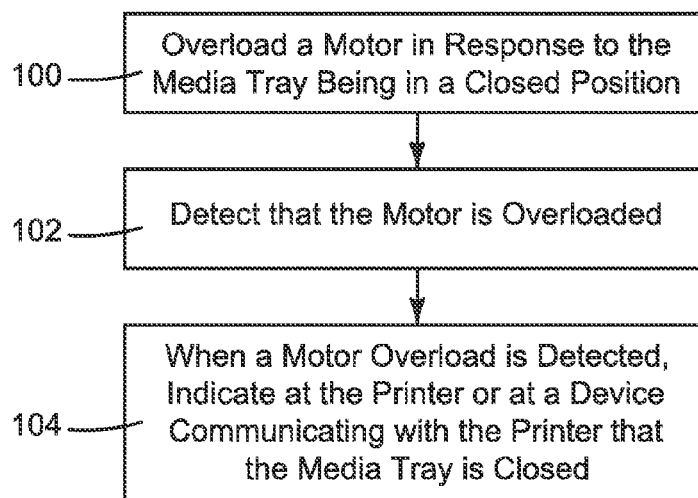 100
Overload a Motor in Response to the
Media Tray Being in a Closed Position
102
Detect that the Motor is Overloaded
104
When a Motor Overload is Detected,
Indicate at the Printer or at a Device
Communicating with the Printer that
the Media Tray is Closed